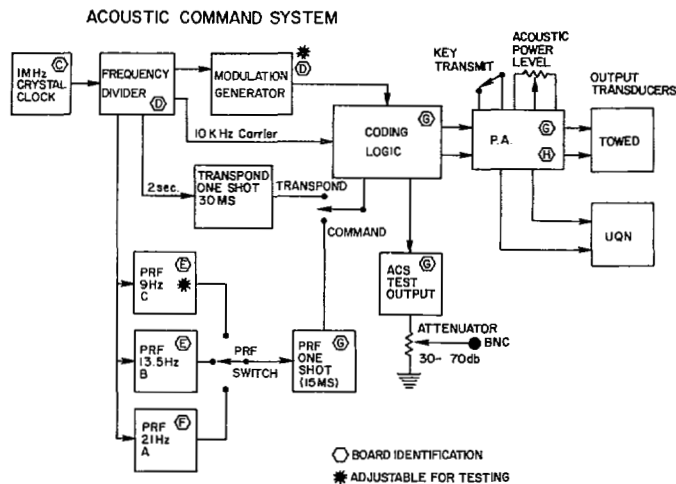 ACOUSTIC COMMAND SYSTEM
1MHz
CRYSTAL
CLOCK
C
FREQUENCY
DIVIDER
D
MODULATION
GENERATOR
D
10KHz Carrier
CODING
LOGIC
G
KEY
TRANSMIT
ACOUSTIC
POWER
LEVEL
P.A.
G
H
OUTPUT
TRANSDUCERS
TOWED
UQN
2sec.
TRANSPOND
ONE SHOT
30MS
TRANSPOND
COMMAND
ACS
TEST
OUTPUT
G
ATTENUATOR
BNC
30- 70db
PRF
9Hz
C
E
PRF
13.5Hz
B
E
PRF
21Hz
A
F
PRF
SWITCH
PRF
ONE
SHOT
(15MS)
G
BOARD IDENTIFICATION
ADJUSTABLE FOR TESTING